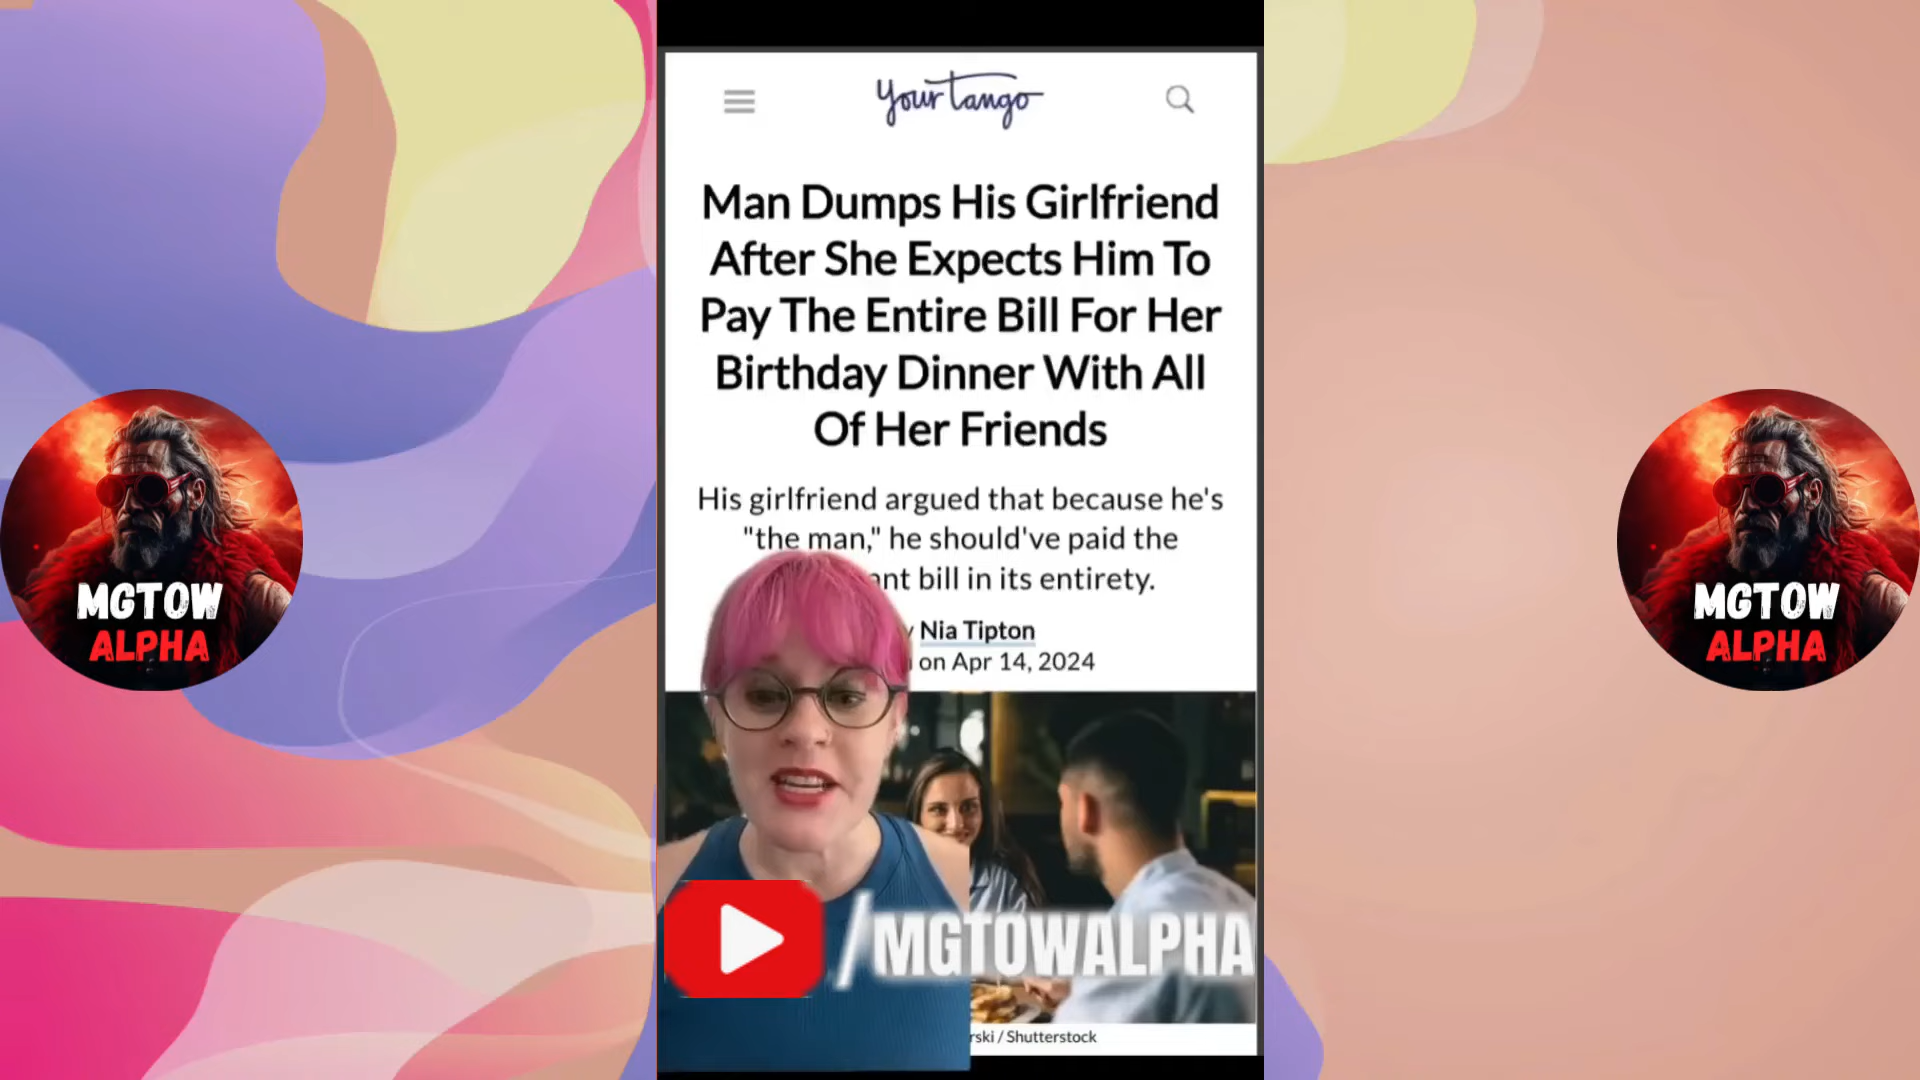 yourtango
Man Dumps His Girlfriend
After She Expects Him To
Pay The Entire Bill For Her
Birthday Dinner With All
Of Her Friends
His girlfriend argued that because he's
"the man," he should've paid the
bill in its entirety.
Nia Tipton
on Apr 14, 2024
MGTOW
ALPHA
MGTOW
ALPHA
/MGTOWALPHA
/ Shutterstock